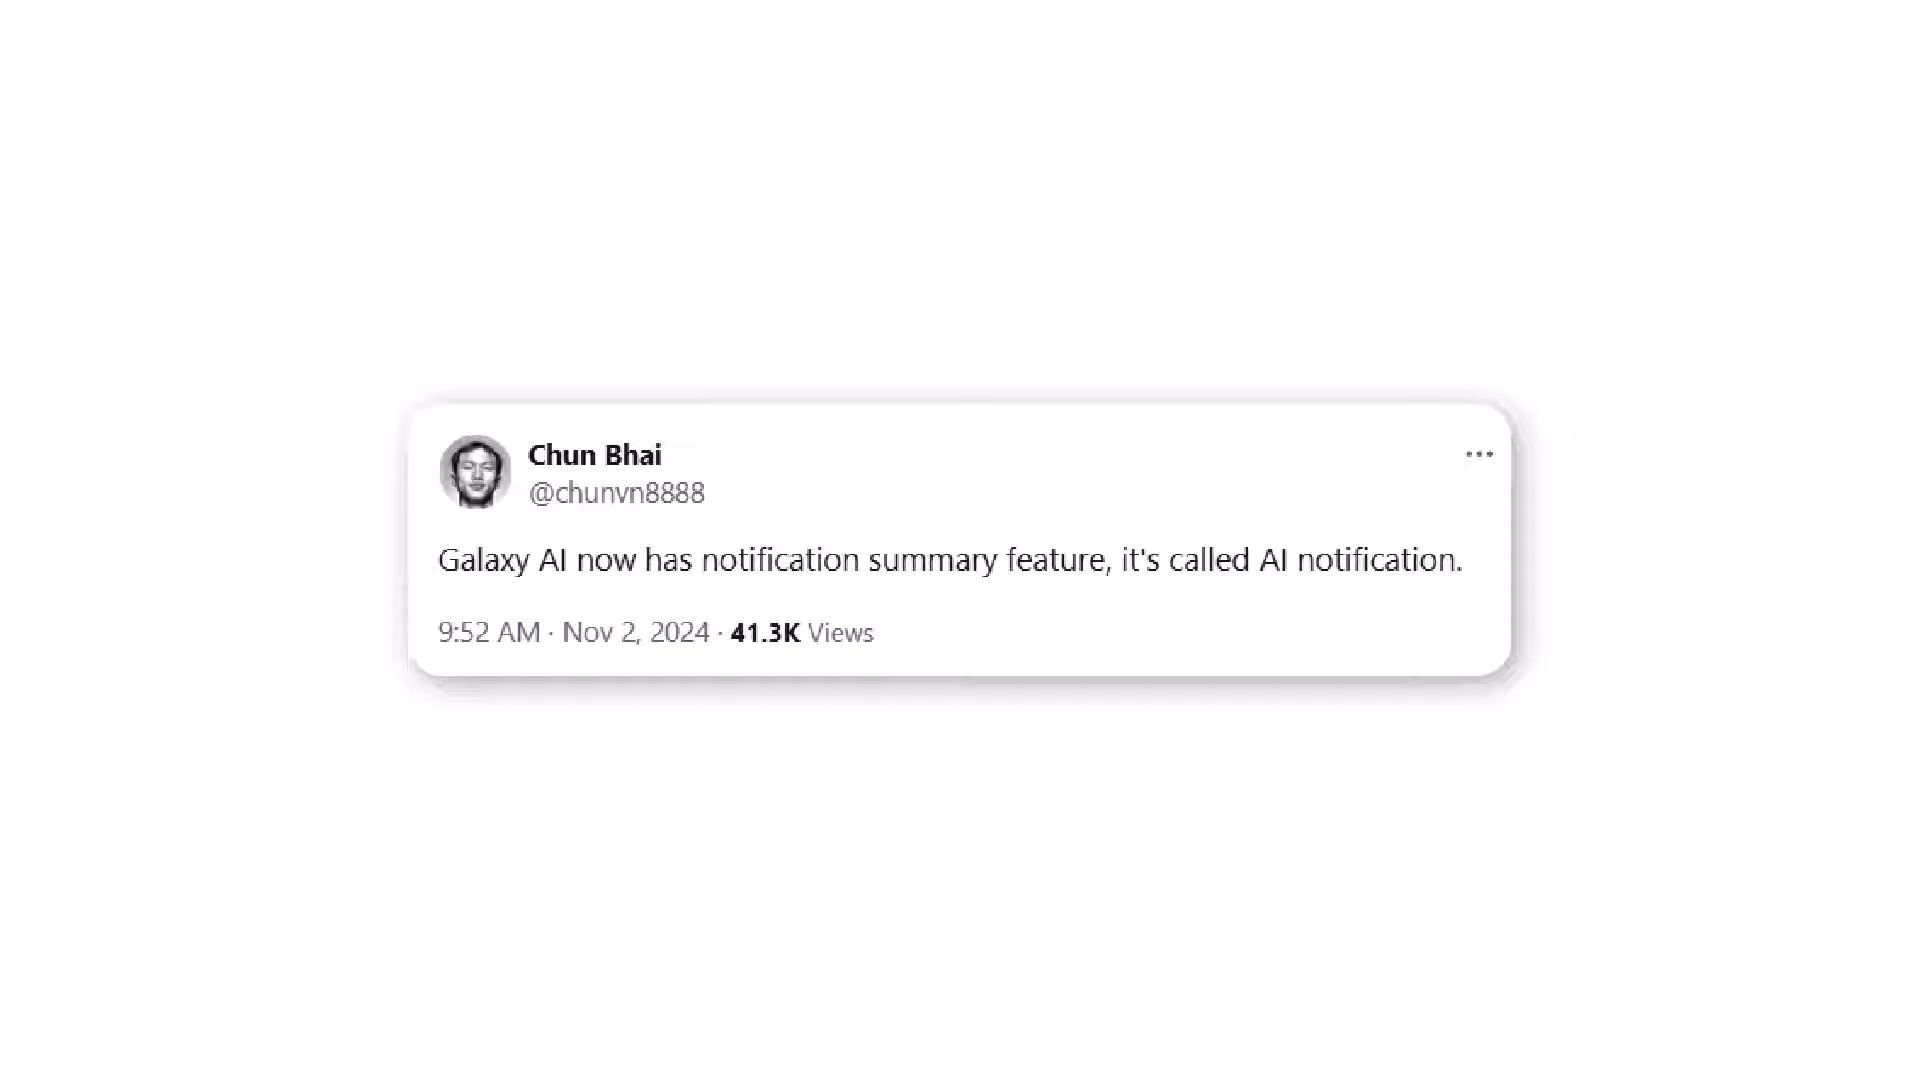 Chun Bhai
@chunvn8888
Galaxy AI now has notification summary feature, it's called AI notification.
9:52 AM · Nov 2, 2024 · 41.3K Views